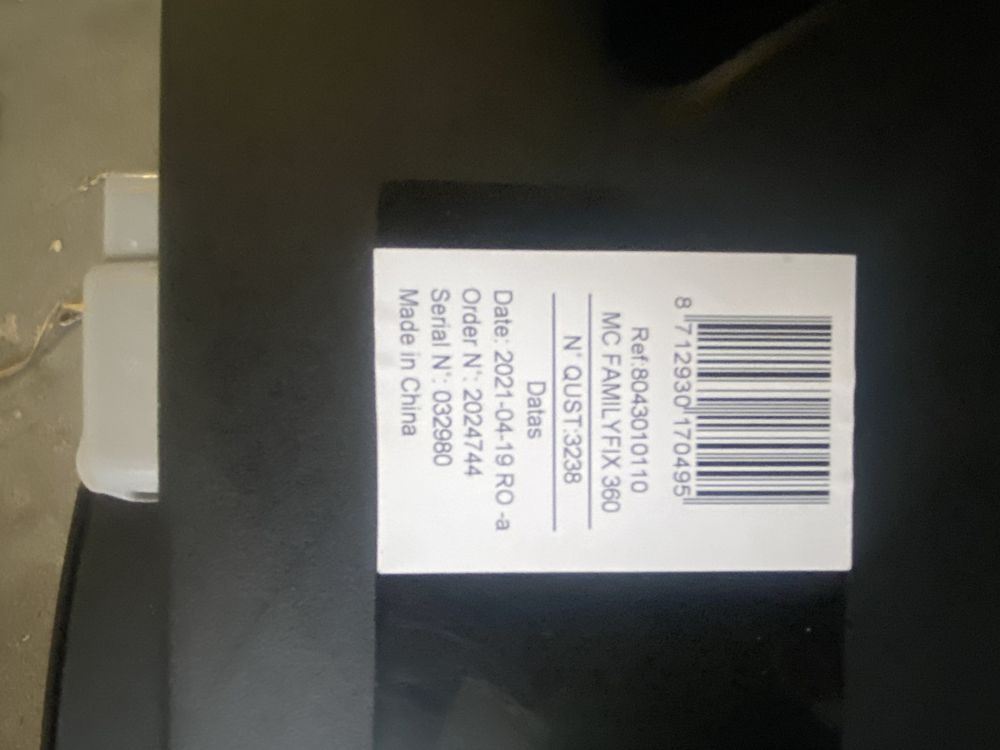 8 712930 170495
Ref:8043010110
MC FAMILYFIX 360
N° QUST:3238
Datas
Date: 2021-04-19 RO -a
Order N°: 2024744
Serial N°: 032980
Made in China